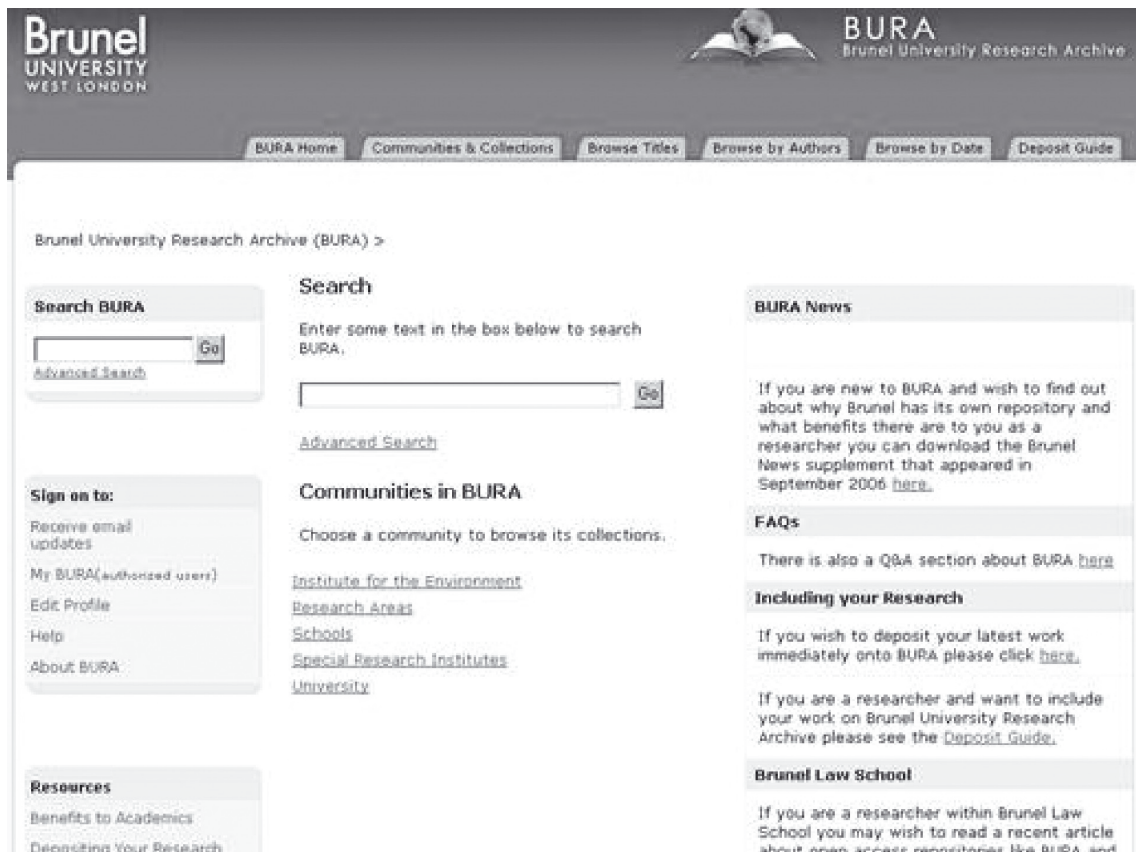 Brunel
UNIVERSITY
WEST LONDON
BURA
Brunel University Research Archive
BURA Home
Communities & Collections
Browse Titles
Browse by Authors
Browse by Date
Deposit Guide
Brunel University Research Archive (BURA) >
Search BURA
Go
Advanced Search
Sign on to:
Receive email
updates
My BURA(authorized users)
Edit Profile
Help
About BURA
Resources
Benefits to Academics
Depositing Your Research
Search
Enter some text in the box below to search
BURA.
Go
Advanced Search
Communities in BURA
Choose a community to browse its collections.
Institute for the Environment
Research Areas
Schools
Special Research Institutes
University
BURA News
If you are new to BURA and wish to find out
about why Brunel has its own repository and
what benefits there are to you as a
researcher you can download the Brunel
News supplement that appeared in
September 2006 here.
FAQs
There is also a Q&A section about BURA here
Including your Research
If you wish to deposit your latest work
immediately onto BURA please click here.
If you are a researcher and want to include
your work on Brunel University Research
Archive please see the Deposit Guide.
Brunel Law School
If you are a researcher within Brunel Law
School you may wish to read a recent article
about open access repositories like BURA and